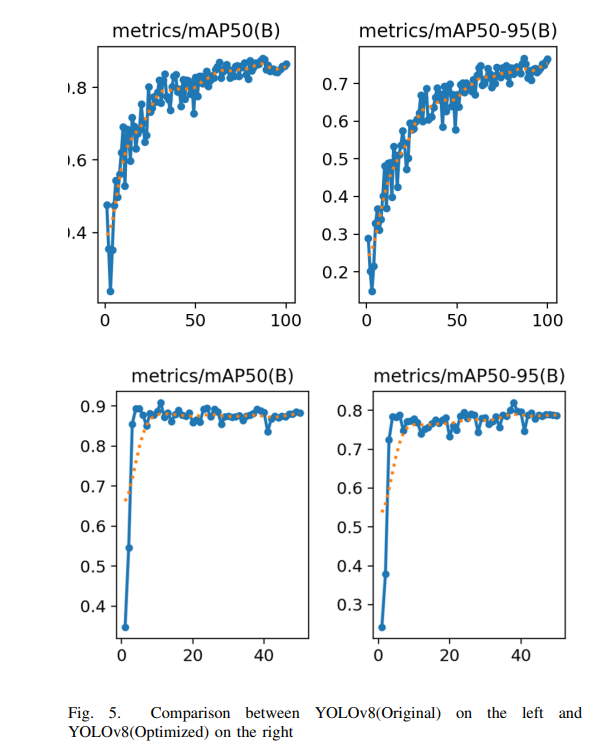 metrics/mAP50(B) metrics/mAP50-95(B)
0.7
0.6
0.5
0.4
0.3
0.2
0 50 100 0 50 100
metrics/mAP50(B) metrics/mAP50-95(B)
0.9 0.8
0.8 0.7
0.7 0.6
0.6 0.5
0.5 0.4
0.4 0.3
0 20 40 0 20 40
Fig. 5. Comparison between YOLOv8(Original) on the left and
YOLOv8(Optimized) on the right